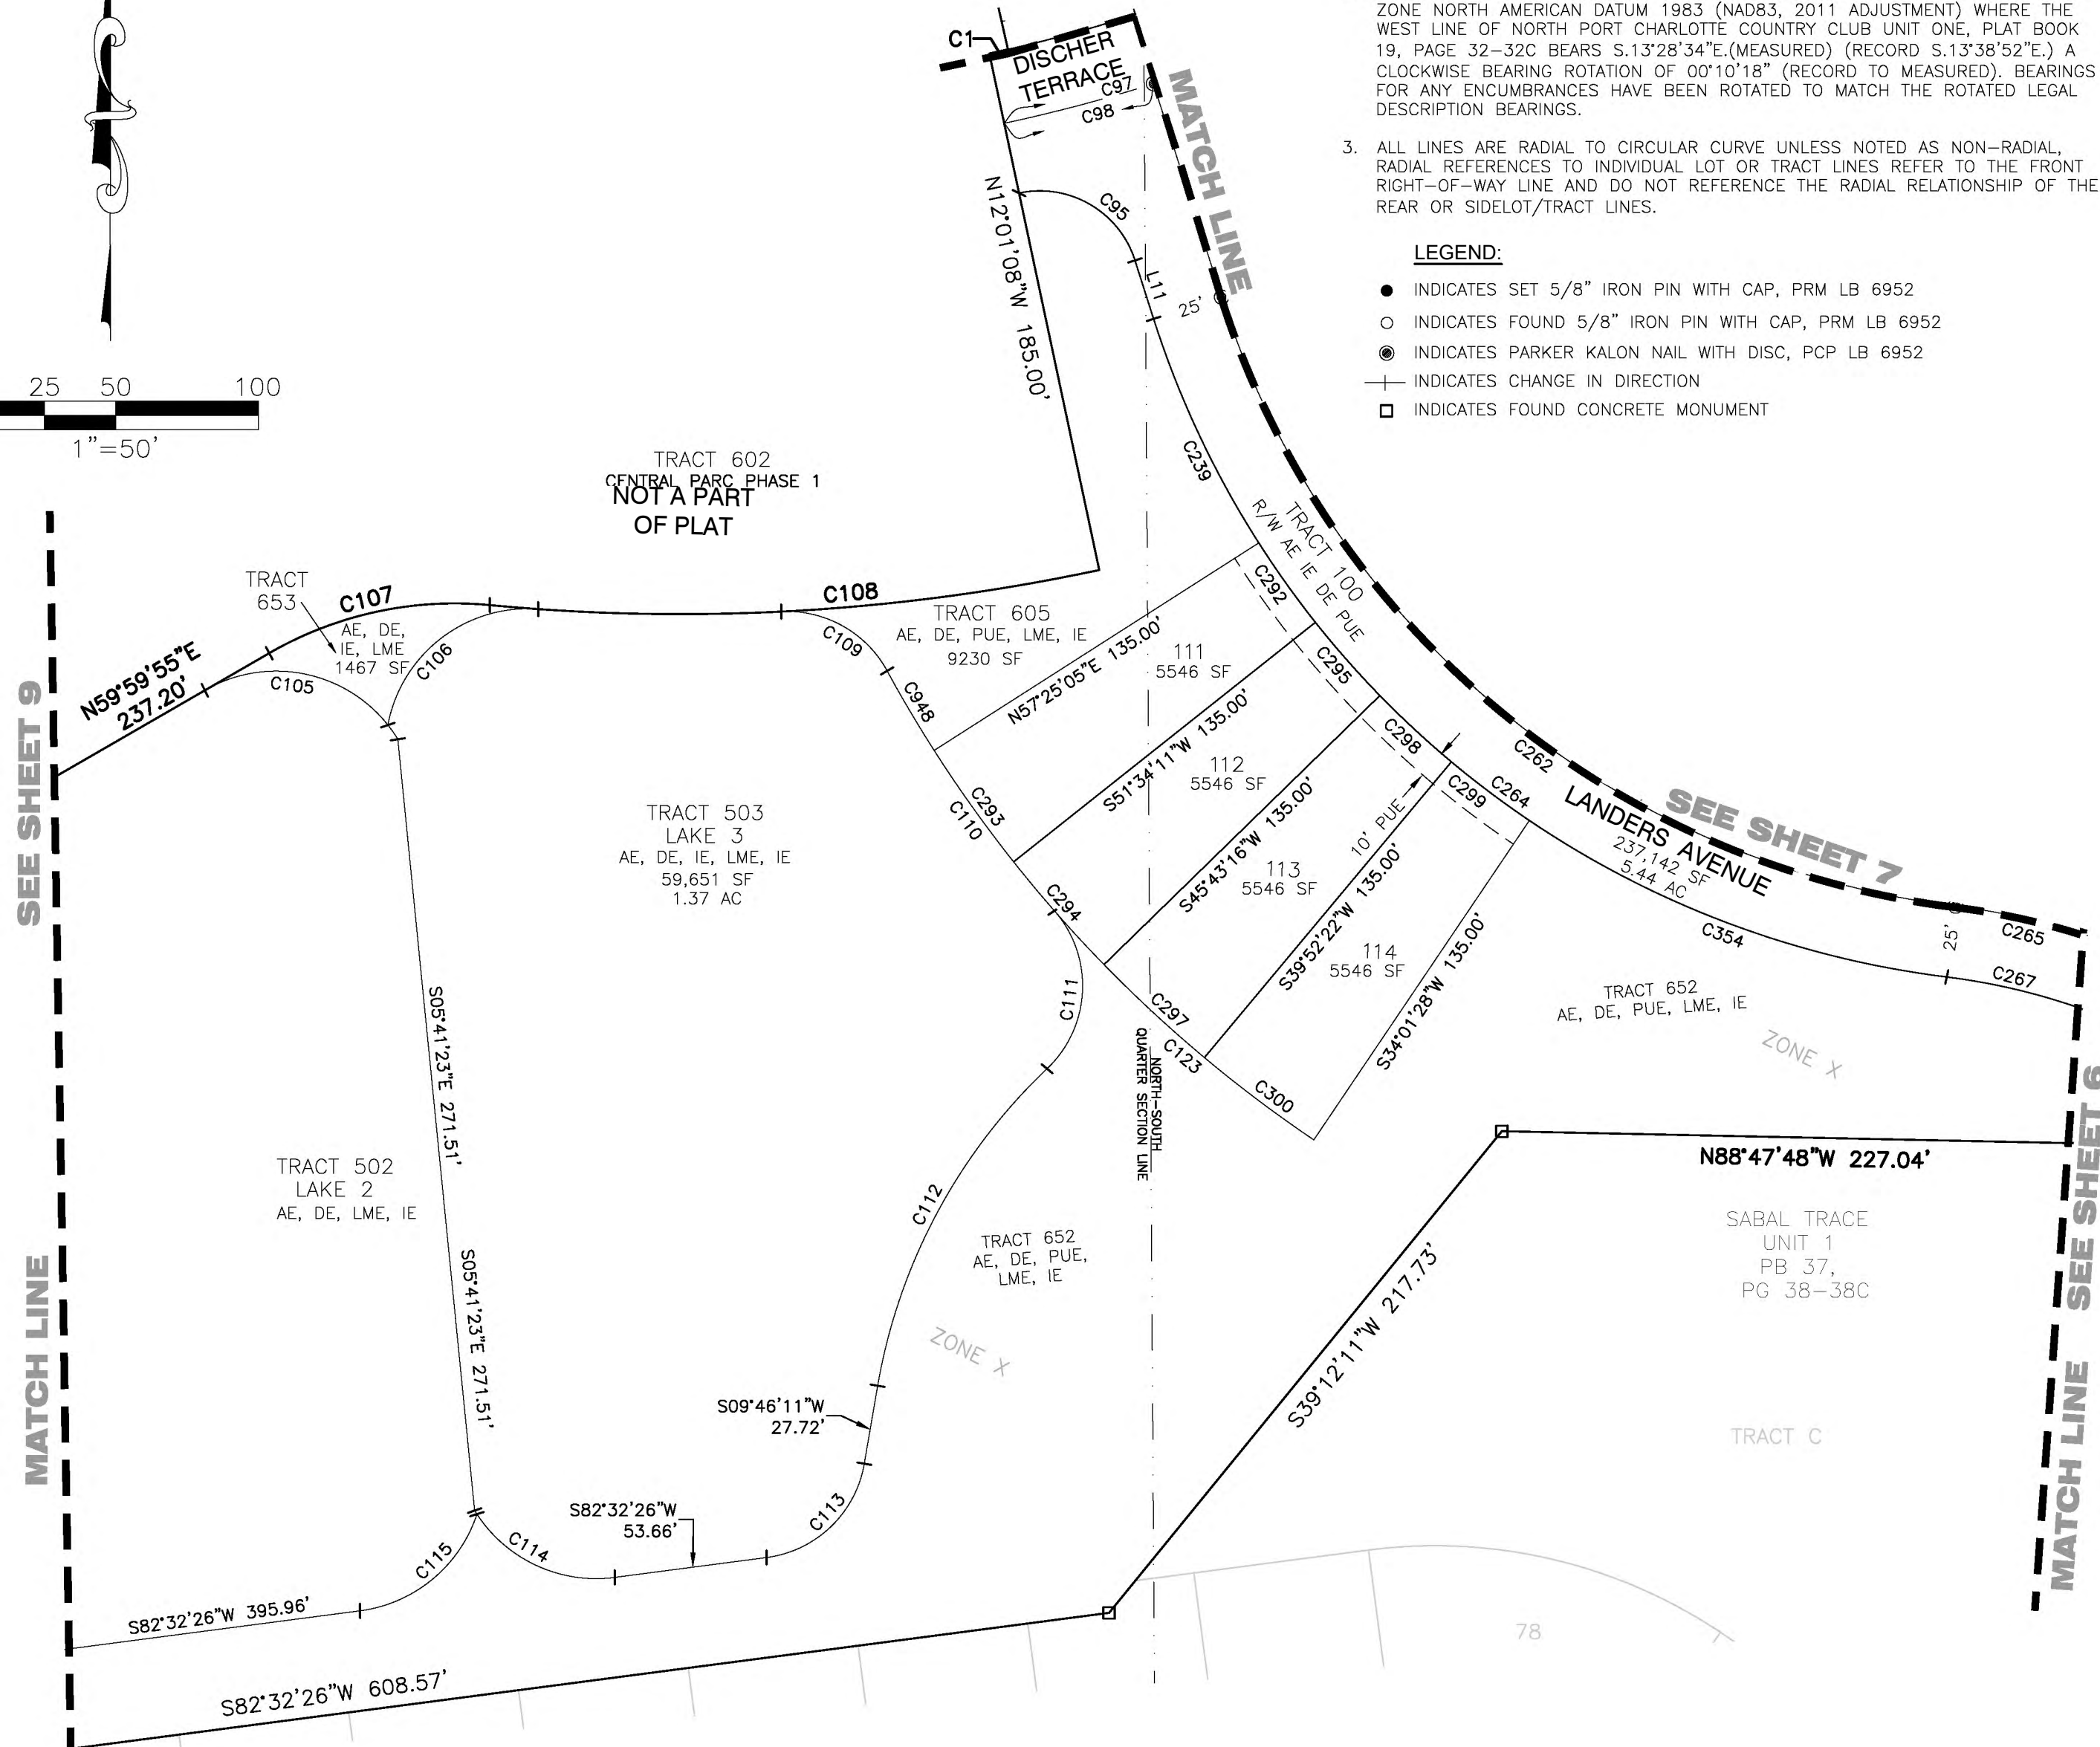 ZONE NORTH AMERICAN DATUM 1983 (NAD83, 2011 ADJUSTMENT) WHERE THE
WEST LINE OF NORTH PORT CHARLOTTE COUNTRY CLUB UNIT ONE, PLAT BOOK
19, PAGE 32-32C BEARS S.13°28'34"E.(MEASURED) (RECORD S.13°38'52"E.) A
CLOCKWISE BEARING ROTATION OF 00°10'18" (RECORD TO MEASURED). BEARINGS
FOR ANY ENCUMBRANCES HAVE BEEN ROTATED TO MATCH THE ROTATED LEGAL
DESCRIPTION BEARINGS.
3. ALL LINES ARE RADIAL TO CIRCULAR CURVE UNLESS NOTED AS NON-RADIAL,
RADIAL REFERENCES TO INDIVIDUAL LOT OR TRACT LINES REFER TO THE FRONT
RIGHT-OF-WAY LINE AND DO NOT REFERENCE THE RADIAL RELATIONSHIP OF THE
REAR OR SIDELOT/TRACT LINES.
LEGEND:
INDICATES SET 5/8" IRON PIN WITH CAP, PRM LB 6952
INDICATES FOUND 5/8" IRON PIN WITH CAP, PRM LB 6952
INDICATES PARKER KALON NAIL WITH DISC, PCP LB 6952
INDICATES CHANGE IN DIRECTION
INDICATES FOUND CONCRETE MONUMENT
C1
DISCHER
TERRACE
C97
C98
MATCH LINE
N12°01'08"W 185.00'
C95
L11
25'
25 50 100
1"=50'
TRACT 602
CENTRAL PARC PHASE 1
NOT A PART
OF PLAT
C239
TRACT 100
R/W AE IE DE PUE
TRACT
653
C107
AE, DE,
IE, LME
1467 SF
C106
C105
N59°59'55"E
237.20'
C108
C109
C948
TRACT 605
AE, DE, PUE, LME, IE
9230 SF
N57°25'05"E 135.00'
111
5546 SF
C292
C295
C298
C299
C264
C262
S51°34'11"W 135.00'
112
5546 SF
S45°43'16"W 135.00'
113
5546 SF
10' PUE
S39°52'22"W 135.00'
114
5546 SF
S34°01'28"W 135.00'
C293
C110
C294
C111
C297
C123
C300
LANDERS AVENUE
237,142 SF
5.44 AC
SEE SHEET 7
C354
25'
C265
C267
TRACT 652
AE, DE, PUE, LME, IE
ZONE X
SEE SHEET 9
MATCH LINE
TRACT 503
LAKE 3
AE, DE, IE, LME, IE
59,651 SF
1.37 AC
S05°41'23"E 271.51'
S05°41'23"E 271.51'
TRACT 502
LAKE 2
AE, DE, LME, IE
NORTH-SOUTH
QUARTER SECTION LINE
C112
TRACT 652
AE, DE, PUE,
LME, IE
ZONE X
S09°46'11"W
27.72'
S82°32'26"W
53.66'
C113
C114
C115
S82°32'26"W 395.96'
S82°32'26"W 608.57'
S39°12'11"W 217.73'
N88°47'48"W 227.04'
SABAL TRACE
UNIT 1
PB 37,
PG 38-38C
TRACT C
78
MATCH LINE SEE SHEET 6